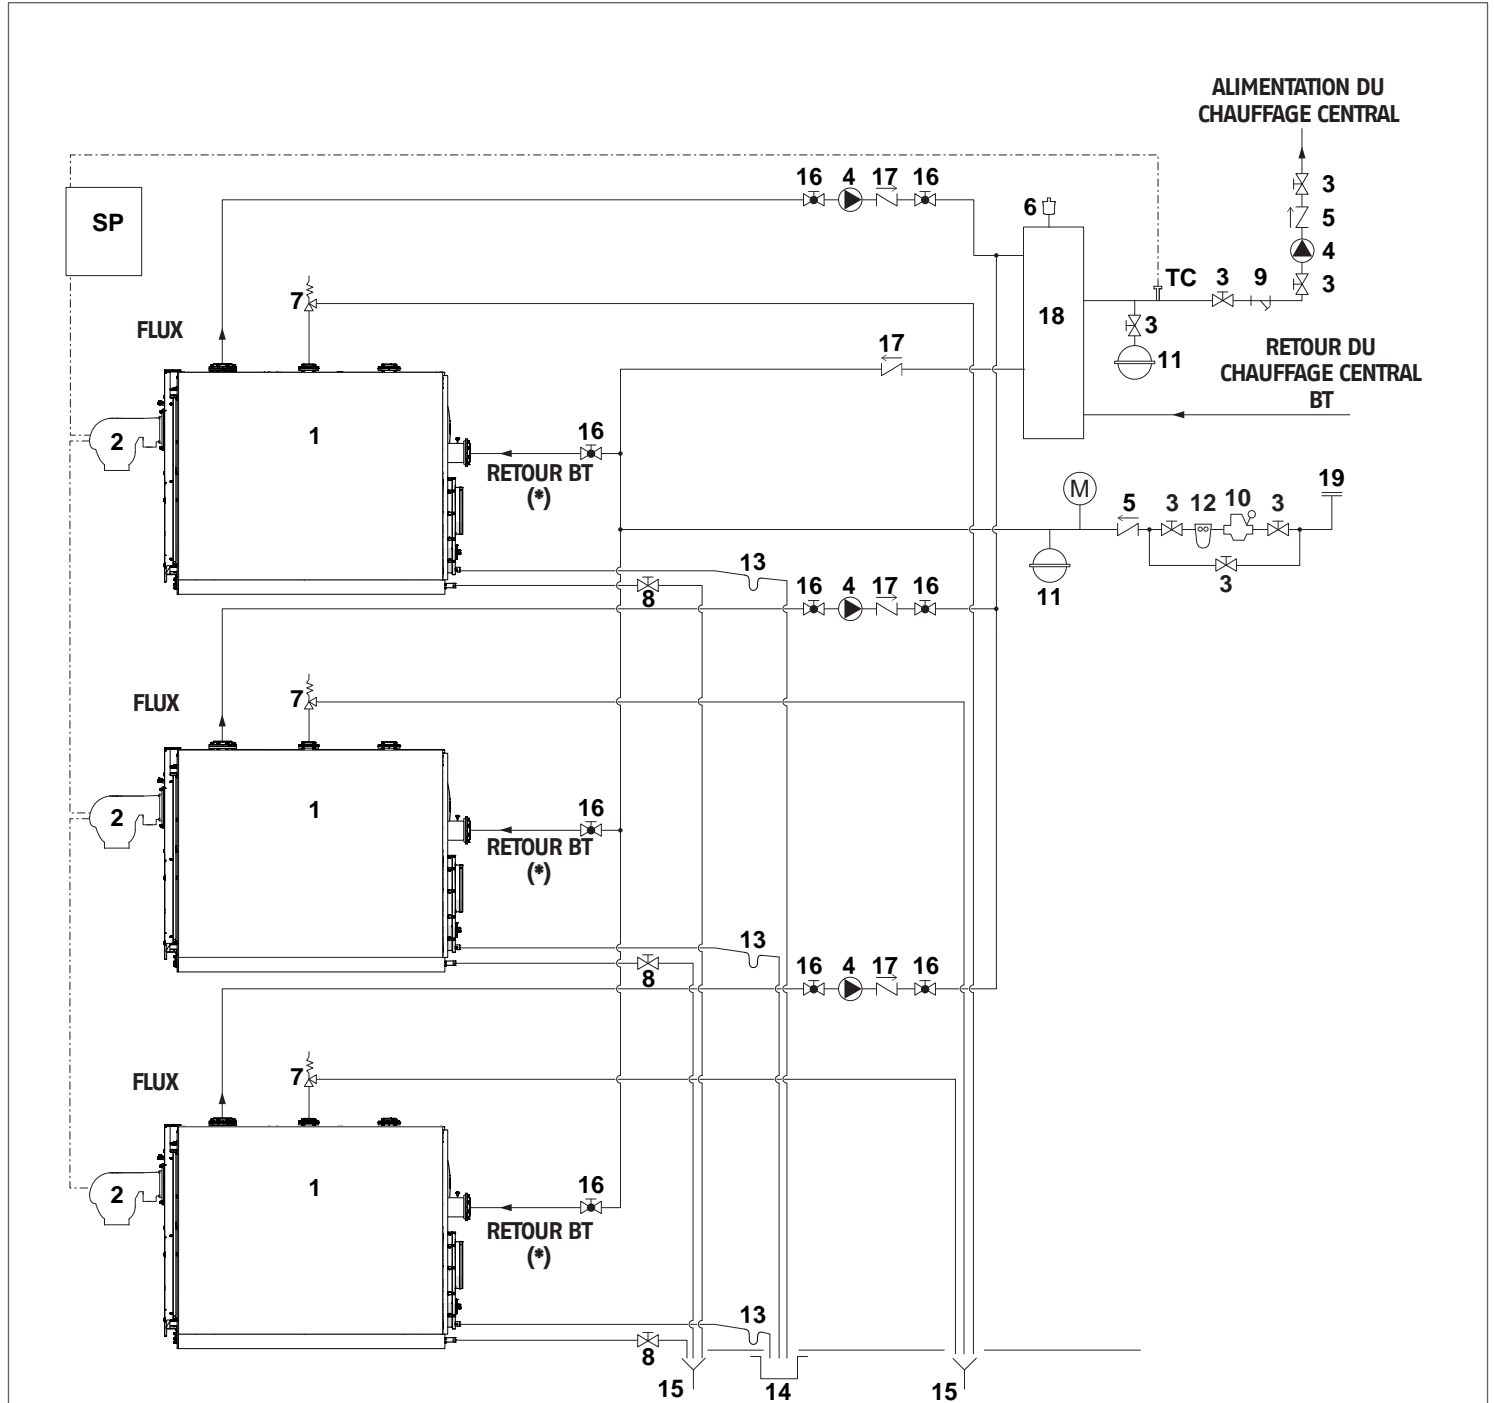 ALIMENTATION DU
CHAUFFAGE CENTRAL
16 4 17 16
3
6
5
SP
4
TC 3 9
3
7
18
3
FLUX
17
11
RETOUR DU
CHAUFFAGE CENTRAL
BT
1
16
2
RETOUR BT
(*)
M
19
5 3 12 10 3
13
3
8
16 4 17 16
11
7
FLUX
1
16
2
RETOUR BT
(*)
13
8
16 4 17 16
7
FLUX
1
16
2
RETOUR BT
(*)
13
8
15
14
15